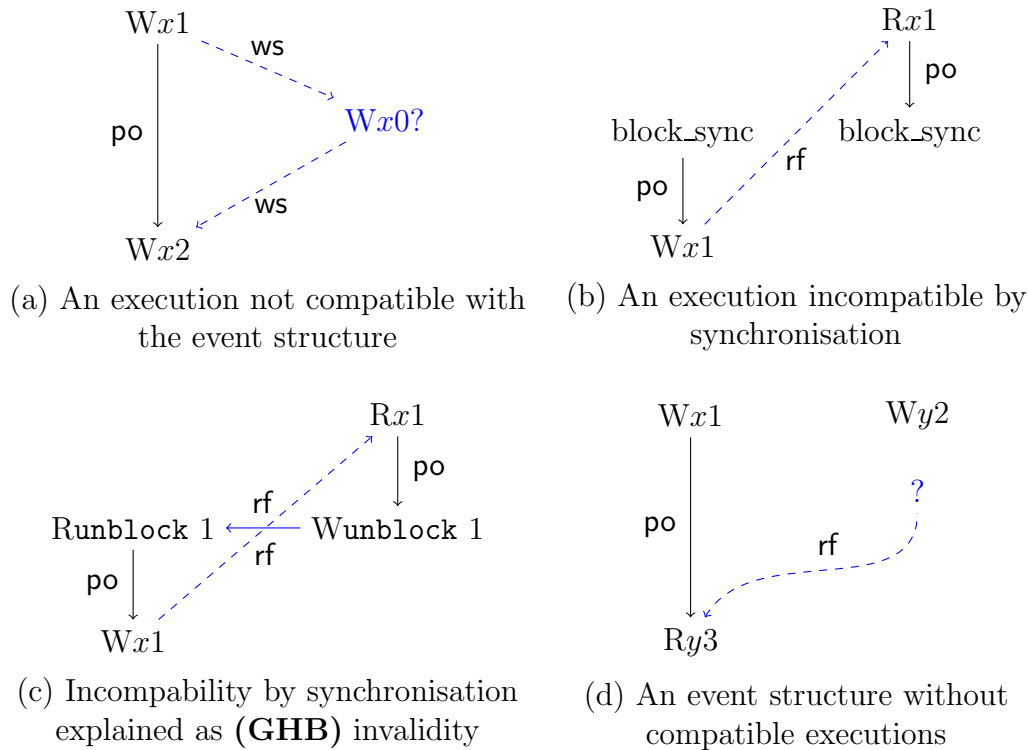 Wx1
ws
po
Wx0?
ws
Wx2
(a) An execution not compatible with
the event structure
Rx1
po
block_sync
block_sync
po
rf
Wx1
(b) An execution incompatible by
synchronisation
Rx1
po
rf
Runblock 1
Wunblock 1
rf
po
Wx1
(c) Incompability by synchronisation
explained as (GHB) invalidity
Wx1
Wy2
?
po
rf
Ry3
(d) An event structure without
compatible executions